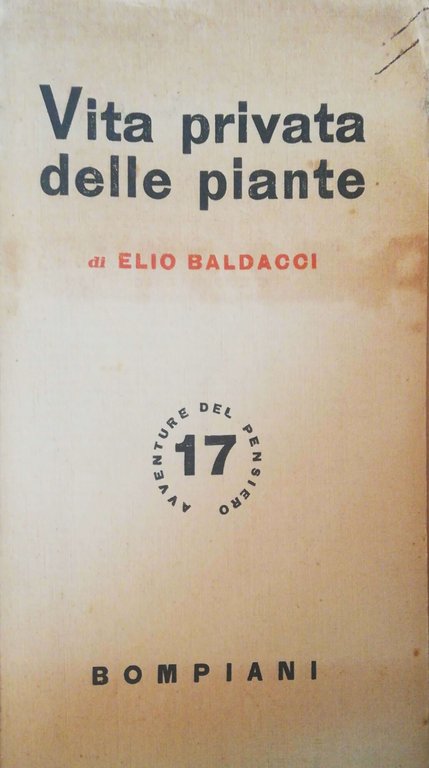 Vita privata
delle piante
di ELIO BALDACCI
AVVENTURE DEL PENSIERO
17
BOMPIANI